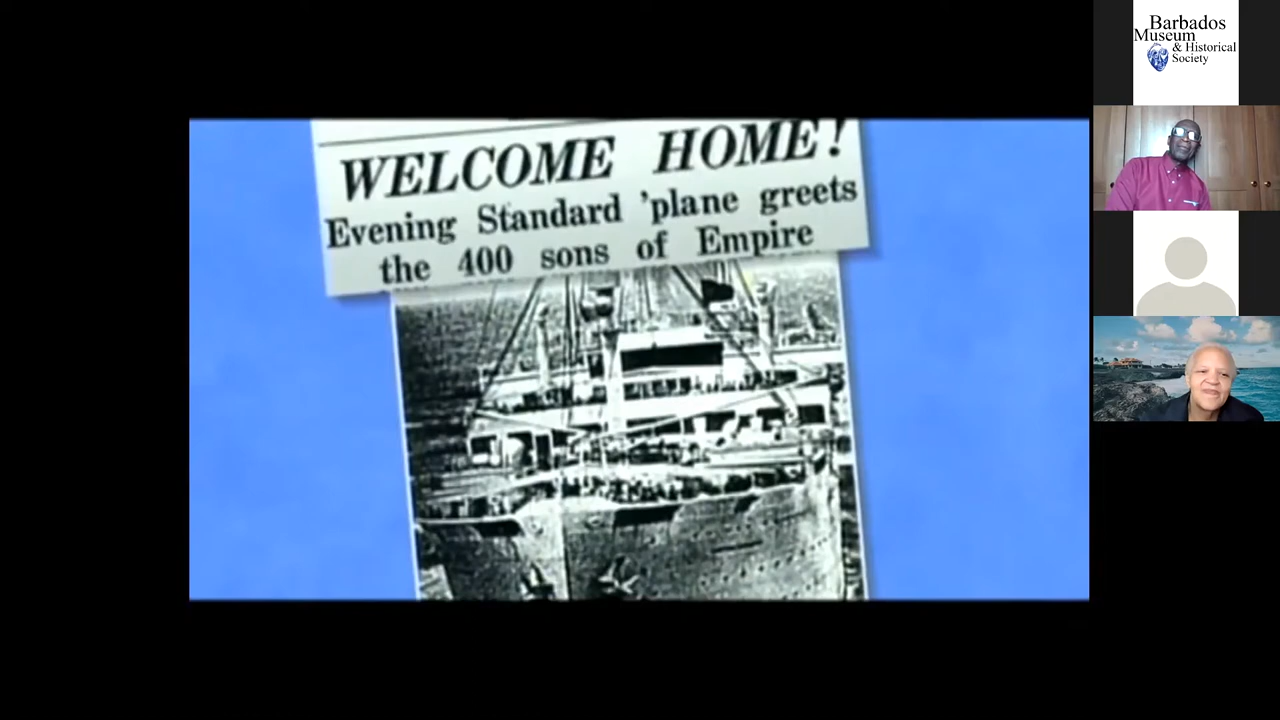 WELCOME HOME!
Evening Standard 'plane greets
the 400 sons of Empire
Barbados
Museum
& Historical
Society